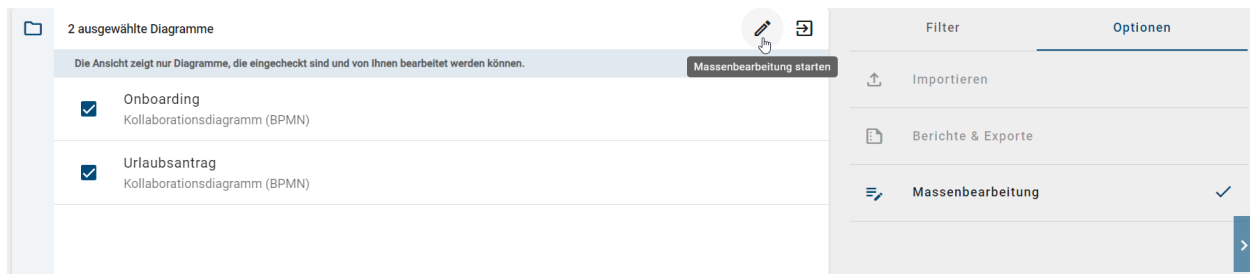 2 ausgewählte Diagramme
Filter
Optionen
Die Ansicht zeigt nur Diagramme, die eingecheckt sind und von Ihnen bearbeitet werden können.
Massenbearbeitung starten
Importieren
Onboarding
Kollaborationsdiagramm (BPMN)
Berichte & Exporte
Urlaubsantrag
Kollaborationsdiagramm (BPMN)
Massenbearbeitung